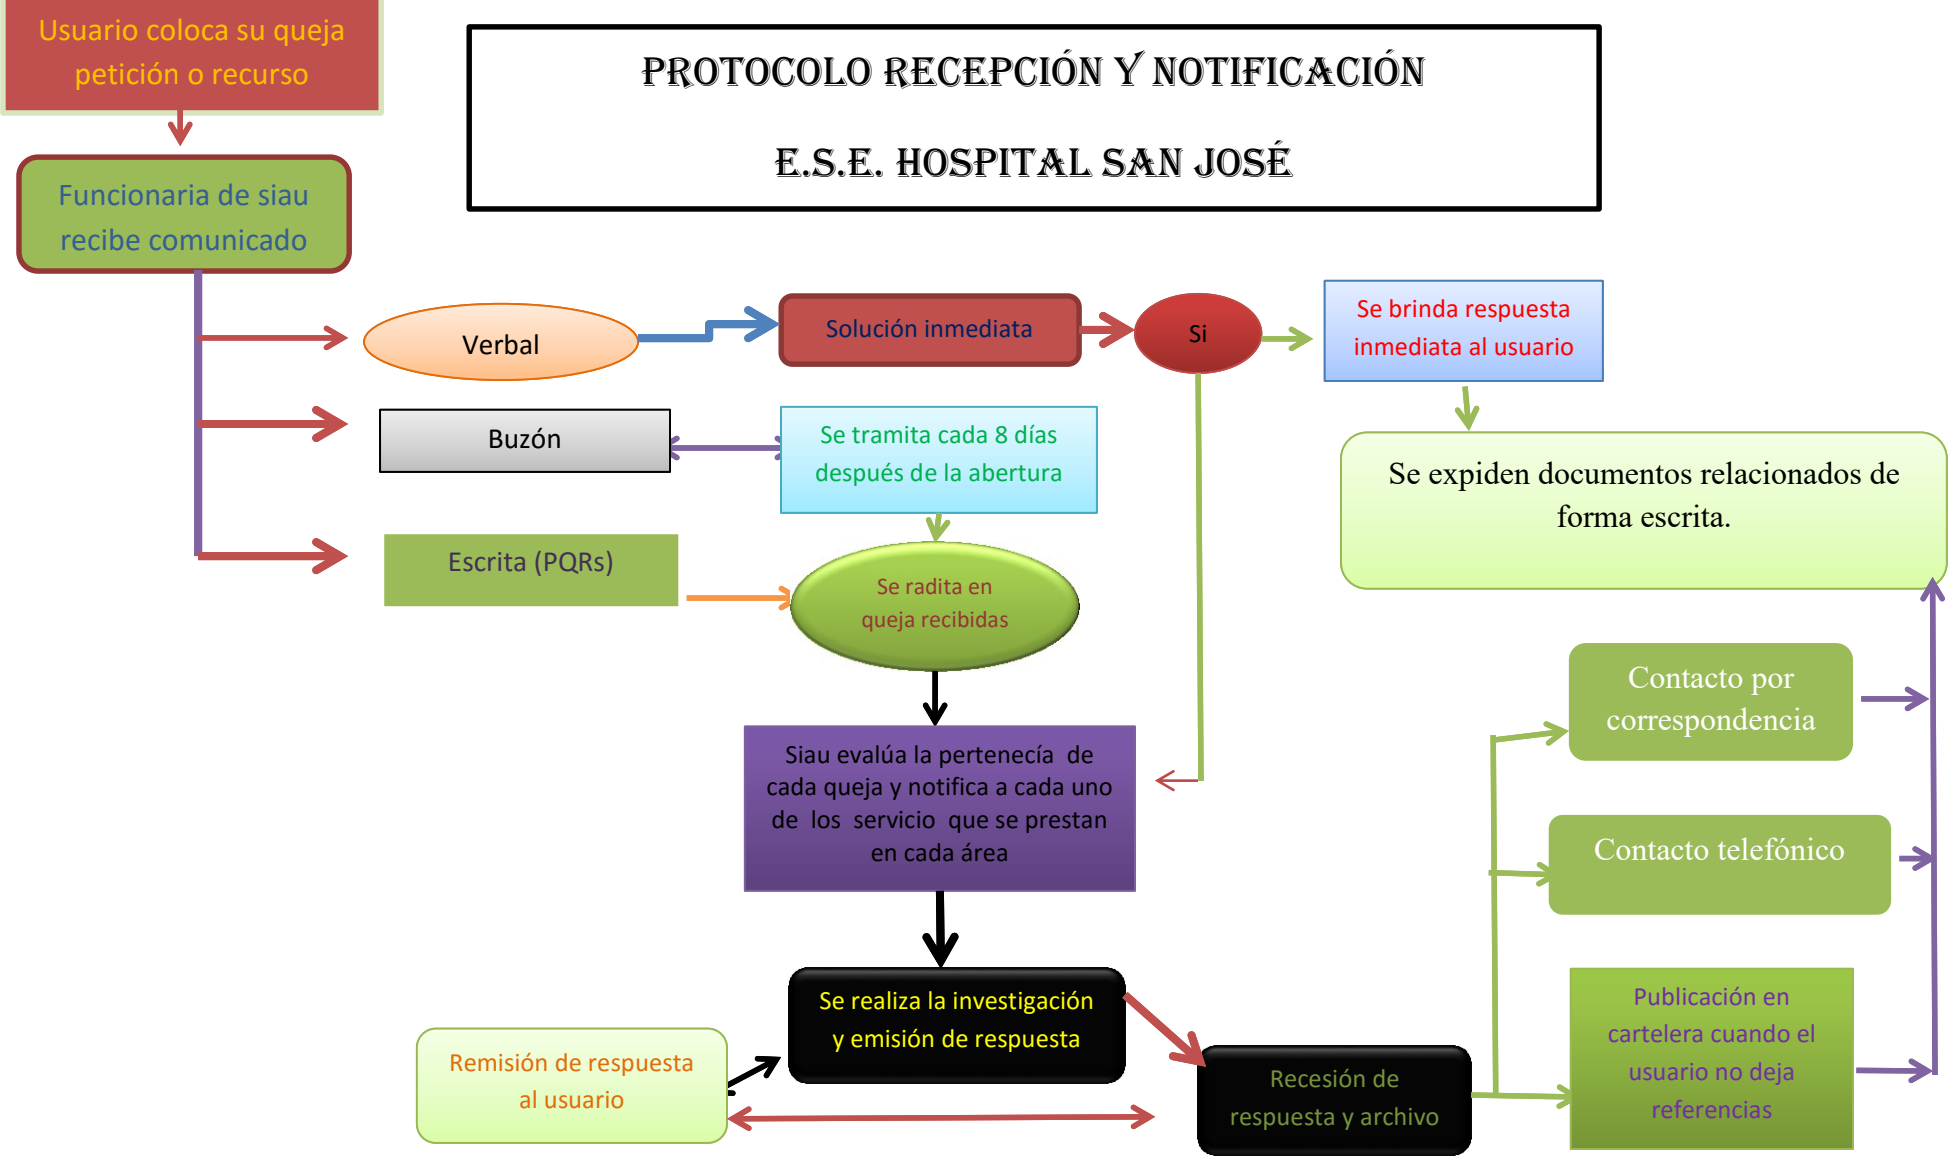 Usuario coloca su queja
petición o recurso
PROTOCOLO RECEPCIÓN Y NOTIFICACIÓN
E.S.E. HOSPITAL SAN JOSÉ
Funcionaria de siau
recibe comunicado
Verbal
Solución inmediata
Si
Se brinda respuesta
inmediata al usuario
Buzón
Se tramita cada 8 días
después de la abertura
Se expiden documentos relacionados de
forma escrita.
Escrita (PQRs)
Se radita en
queja recibidas
Siau evalúa la pertenecía de
cada queja y notifica a cada uno
de los servicio que se prestan
en cada área
Contacto por
correspondencia
Contacto telefónico
Se realiza la investigación
y emisión de respuesta
Remisión de respuesta
al usuario
Recesión de
respuesta y archivo
Publicación en
cartelera cuando el
usuario no deja
referencias